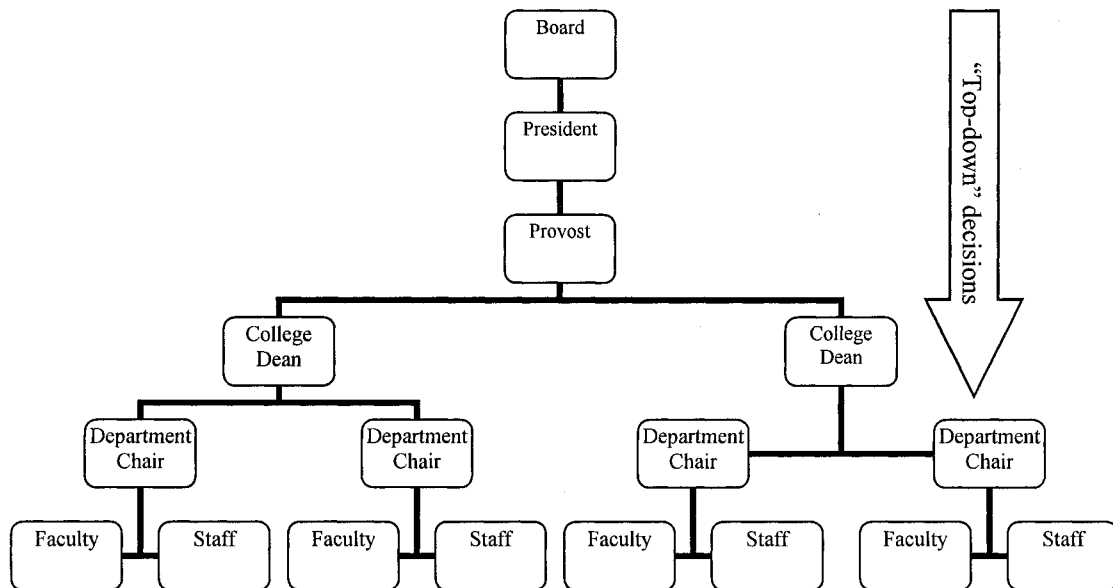 Board
President
Provost
"Top-down" decisions
College
Dean
College
Dean
Department
Chair
Department
Chair
Department
Chair
Department
Chair
Faculty
Staff
Faculty
Staff
Faculty
Staff
Faculty
Staff